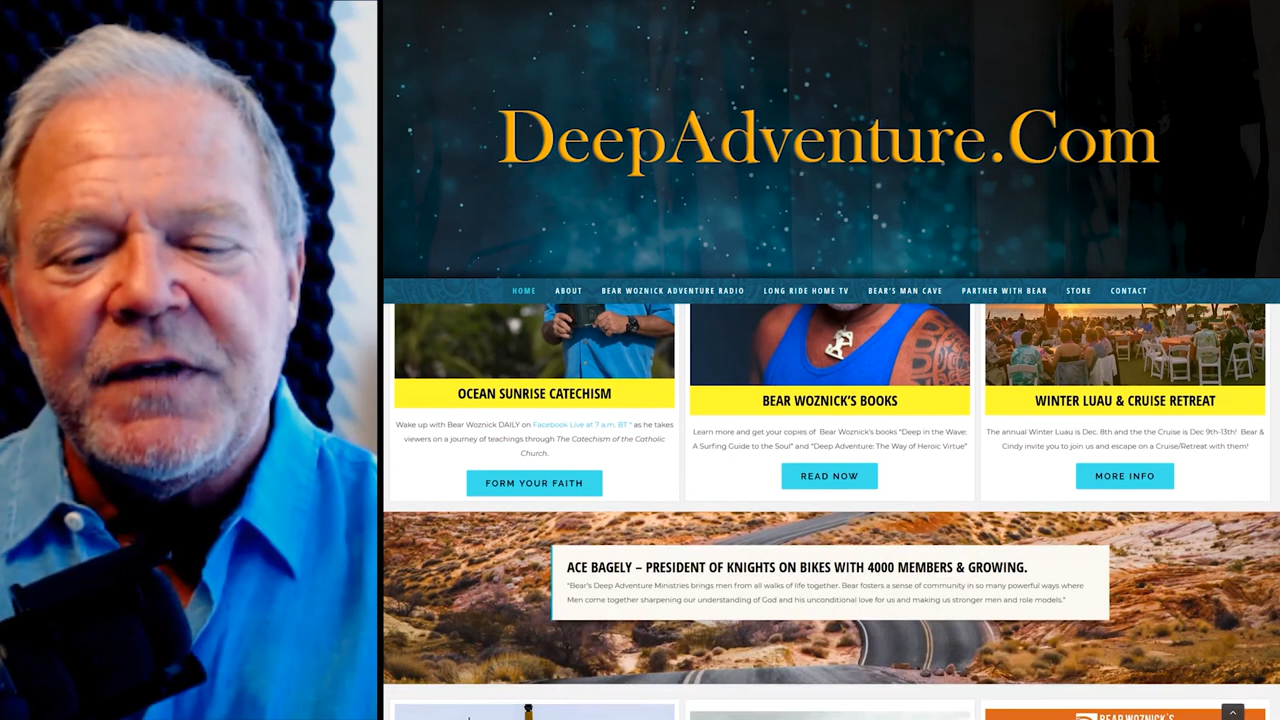 DeepAdventure.Com
HOME ABOUT BEAR WOZNICK ADVENTURE RADIO LONG RIDE HOME TV BEAR'S MAN CAVE PARTNER WITH BEAR STORE CONTACT
OCEAN SUNRISE CATECHISM
Wake up with Bear Woznick DAILY on Facebook Live at 7 a.m. BT * as he takes
viewers on a journey of teachings through The Catechism of the Catholic
Church.
FORM YOUR FAITH
BEAR WOZNICK'S BOOKS
Learn more and get your copies of Bear Woznick's books "Deep in the Wave:
A Surfing Guide to the Soul" and "Deep Adventure: The Way of Heroic Virtue"
READ NOW
WINTER LUAU & CRUISE RETREAT
The annual Winter Luau is Dec. 8th and the the Cruise is Dec 9th-13th! Bear &
Cindy invite you to join us and escape on a Cruise/Retreat with them!
MORE INFO
ACE BAGELY – PRESIDENT OF KNIGHTS ON BIKES WITH 4000 MEMBERS & GROWING.
"Bear's Deep Adventure Ministries brings men from all walks of life together. Bear fosters a sense of community in so many powerful ways where
Men come together sharpening our understanding of God and his unconditional love for us and making us stronger men and role models."
BEAR WOZNICK'S